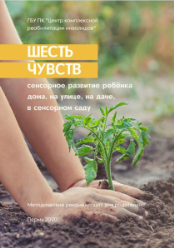 ГБУ ПК "Центр комплексной
реабилитации инвалидов"
ШЕСТЬ
ЧУВСТВ
сенсорное развитие ребёнка
дома, на улице, на даче,
в сенсорном саду
Методические рекомендации для родителей
Пермь 2020